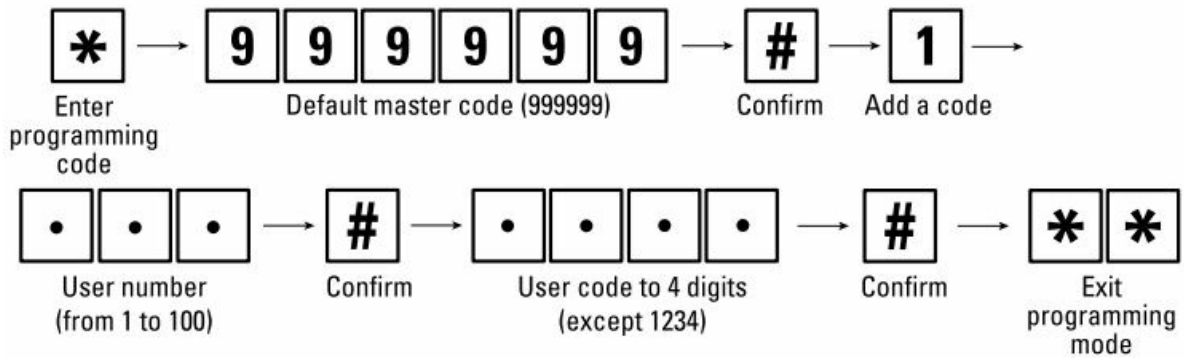 * 9 9 9 9 9 9 # 1
Enter programming code
Default master code (999999)
Confirm
Add a code
• • • # • • • • # * *
User number
(from 1 to 100)
Confirm
User code to 4 digits
(except 1234)
Confirm
Exit
programming
mode